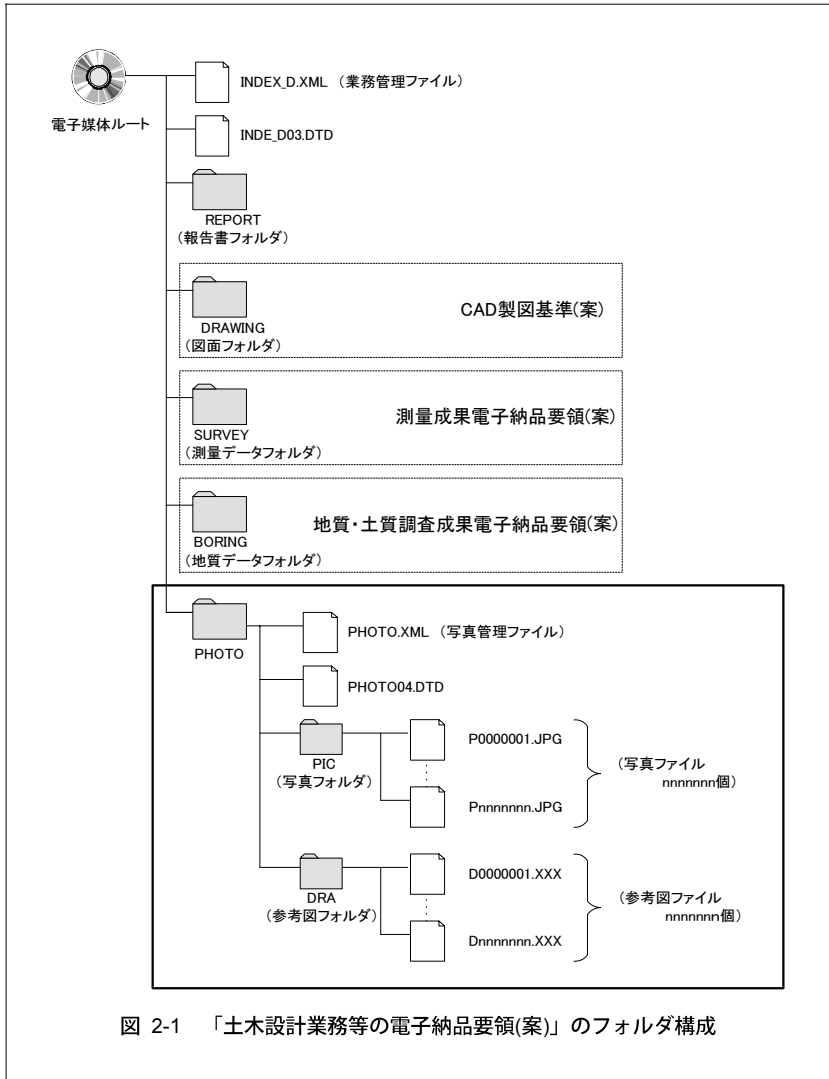 INDEX_D.XML (業務管理ファイル)
電子媒体ルート
INDE_D03.DTD
REPORT
(報告書フォルダ)
DRAWING
(図面フォルダ)
CAD製図基準(案)
SURVEY
(測量データフォルダ)
測量成果電子納品要領(案)
BORING
(地質データフォルダ)
地質・土質調査成果電子納品要領(案)
PHOTO
PHOTO.XML (写真管理ファイル)
PHOTO04.DTD
PIC
(写真フォルダ)
P0000001.JPG
Pnnnnnnn.JPG
(写真ファイル
nnnnnnn個)
DRA
(参考図フォルダ)
D0000001.XXX
Dnnnnnnn.XXX
(参考図ファイル
nnnnnnn個)
図 2-1 「土木設計業務等の電子納品要領(案)」のフォルダ構成